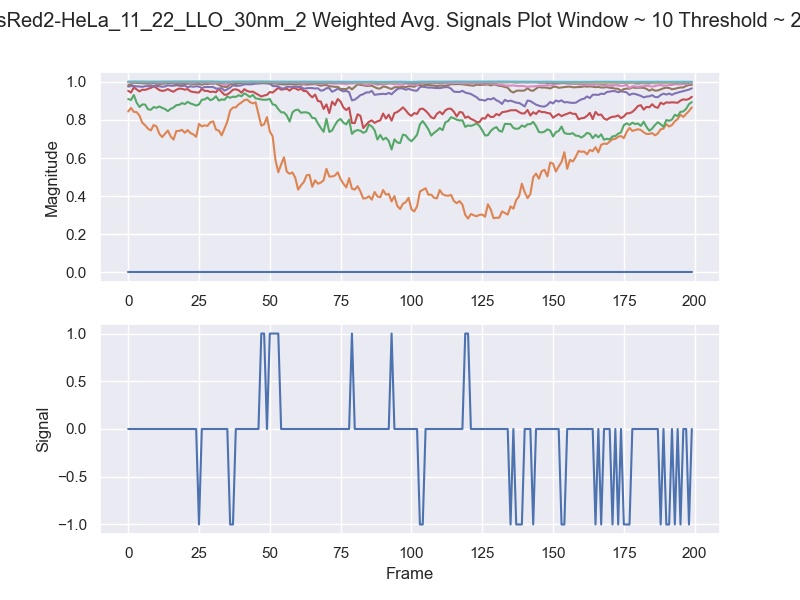 sRed2-HeLa_11_22_LLO_30nm_2 Weighted Avg. Signals Plot Window ~ 10 Threshold ~ 2
1.0
0.8
0.6
0.4
0.2
0.0
Magnitude
0 25 50 75 100 125 150 175 200
1.0
0.5
0.0
−0.5
−1.0
Signal
0 25 50 75 100 125 150 175 200
Frame